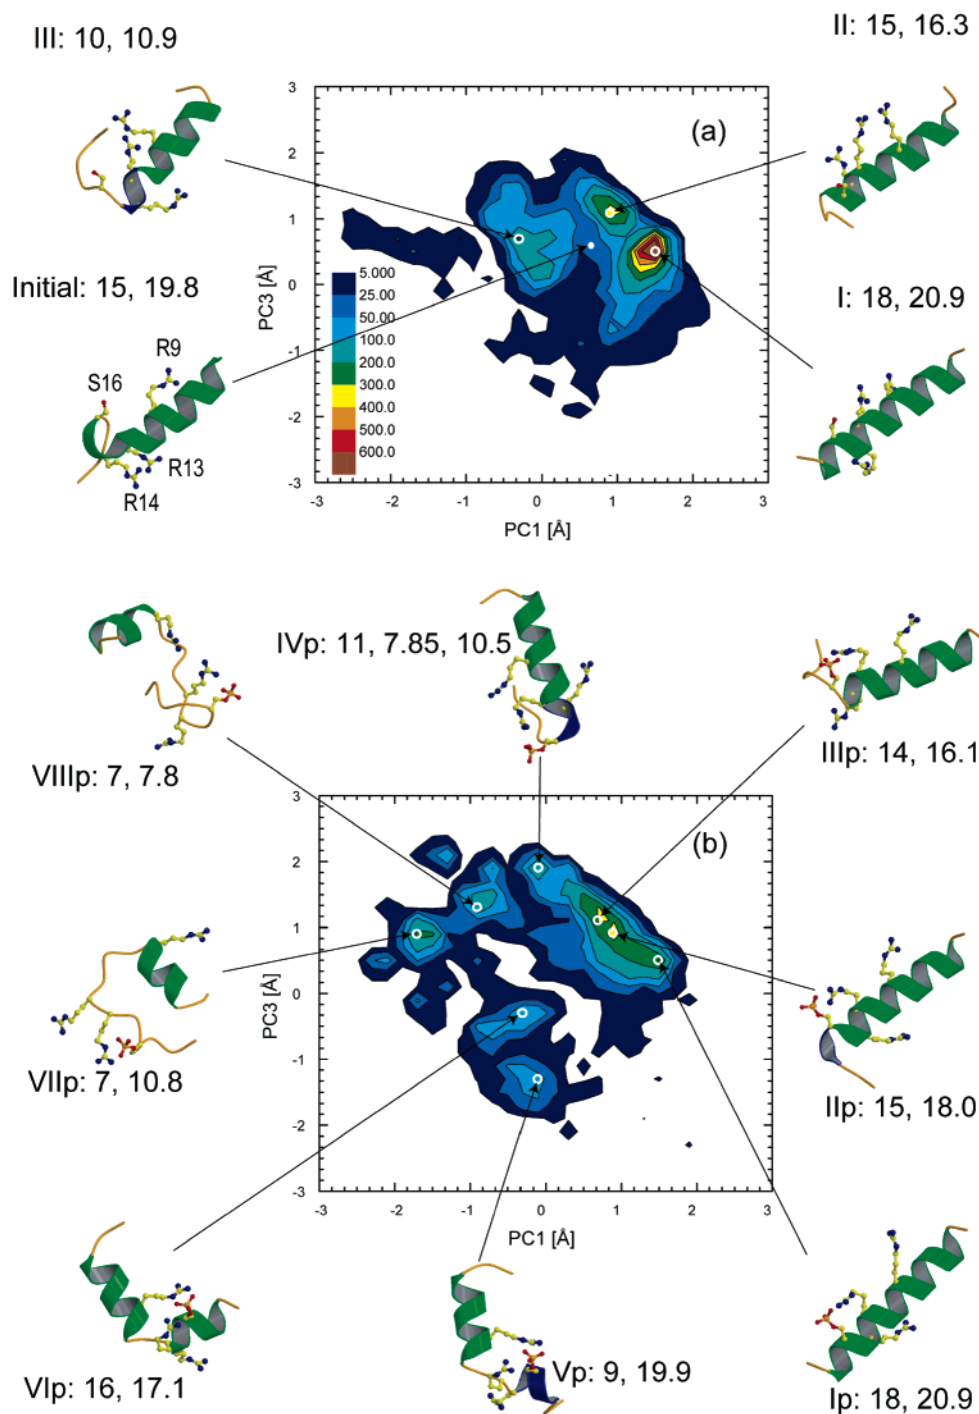 III: 10, 10.9
II: 15, 16.3
(a)
3
2
1
0
-1
-2
-3
PC3 [Å]
-3 -2 -1 0 1 2 3
PC1 [Å]
5.000
25.00
50.00
100.0
200.0
300.0
400.0
500.0
600.0
Initial: 15, 19.8
R9
S16
R13
R14
I: 18, 20.9
IVp: 11, 7.85, 10.5
VIIIp: 7, 7.8
IIIp: 14, 16.1
(b)
3
2
1
0
-1
-2
-3
PC3 [Å]
-3 -2 -1 0 1 2 3
PC1 [Å]
VIIp: 7, 10.8
IIp: 15, 18.0
VIp: 16, 17.1
Vp: 9, 19.9
Ip: 18, 20.9